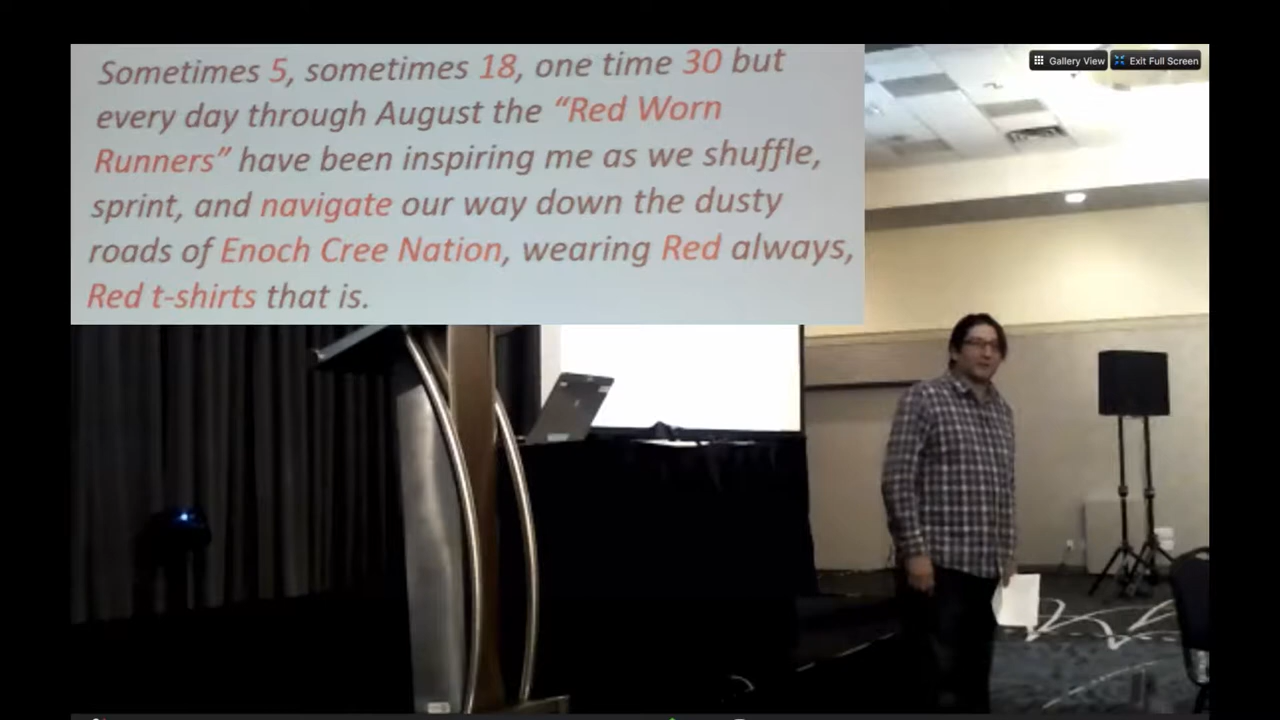 Sometimes 5, sometimes 18, one time 30 but
every day through August the “Red Worn
Runners” have been inspiring me as we shuffle,
sprint, and navigate our way down the dusty
roads of Enoch Cree Nation, wearing Red always,
Red t-shirts that is.
Gallery View
Exit Full Screen